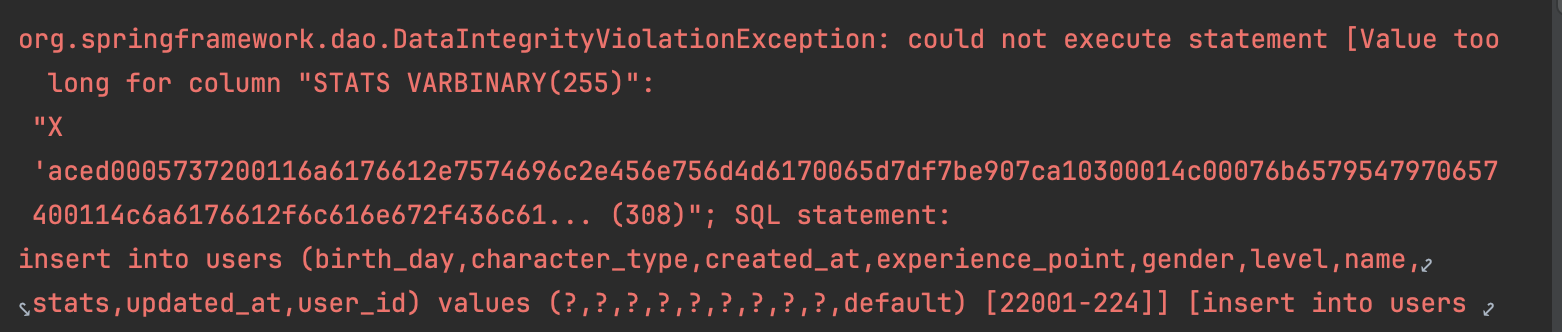 org.springframework.dao.DataIntegrityViolationException: could not execute statement [Value too
long for column "STATS VARBINARY(255)":
"X
'aced0005737200116a6176612e7574696c2e456e756d4d6170065d7df7be907ca10300014c00076b6579547970657
400114c6a6176612f6c616e672f436c61... (308)"; SQL statement:
insert into users (birth_day,character_type,created_at,experience_point,gender,level,name,
stats,updated_at,user_id) values (?,?,?,?,?,?,?,?,?,default) [22001-224]] [insert into users